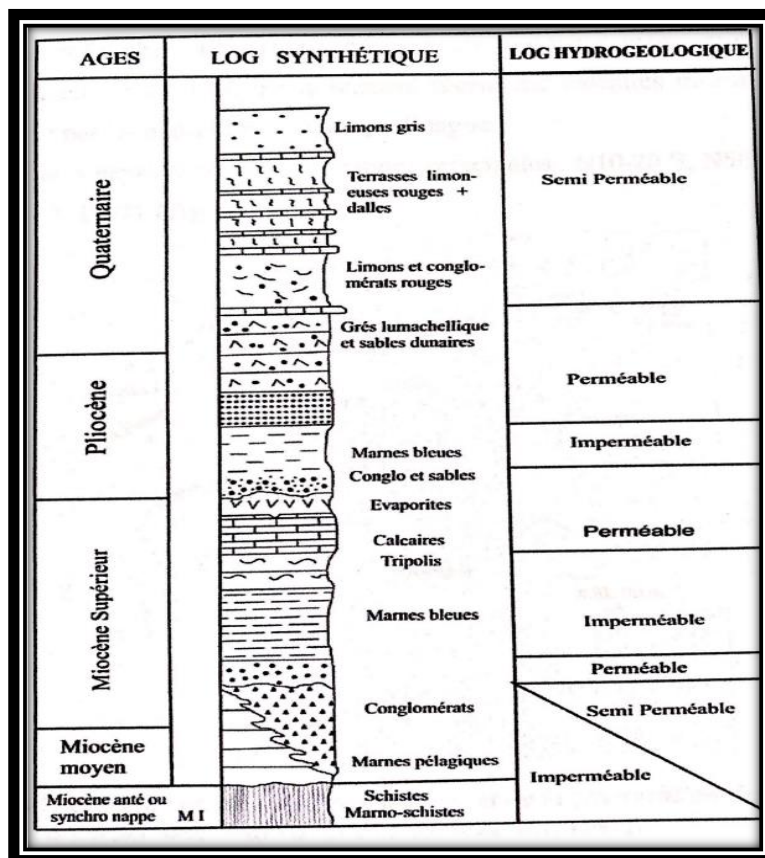 AGES
LOG SYNTHÉTIQUE
LOG HYDROGEOLOGIQUE
Quaternaire
Pliocène
Miocène Supérieur
Miocène
moyen
Miocène anté ou
synchro nappe M I
Limons gris
Terrasses limon-
euses rouges +
dalles
Limons et conglo-
mérats rouges
Grés lumachellique
et sables dunaires
Marnes bleues
Conglo et sables
Evaporites
Calcaires
Tripolis
Marnes bleues
Conglomérats
Marnes pélagiques
Schistes
Marno-schistes
Semi Perméable
Perméable
Imperméable
Perméable
Imperméable
Perméable
Semi Perméable
Imperméable